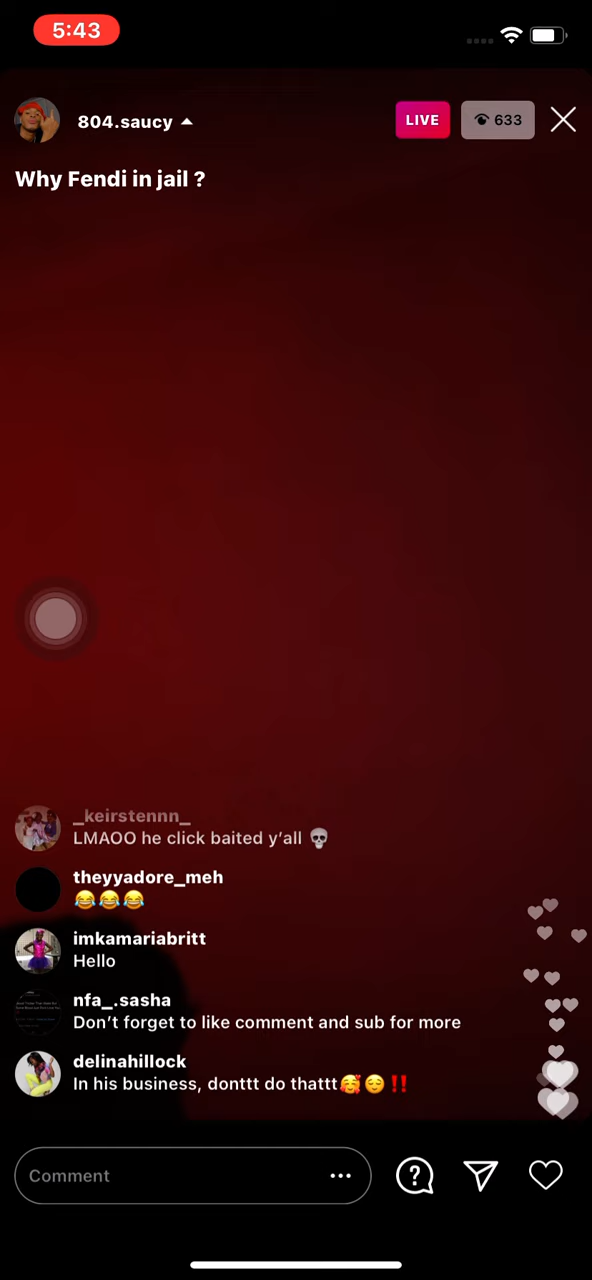 5:43
804.saucy
LIVE
633
Why Fendi in jail ?
_keirstennn_
LMAOO he click baited y’all 💀
theyyadore_meh
😂😂😂
imkamariabritt
Hello
nfa_.sasha
Don’t forget to like comment and sub for more
delinahillock
In his business, donttt do thattt🥰😌‼️
Comment